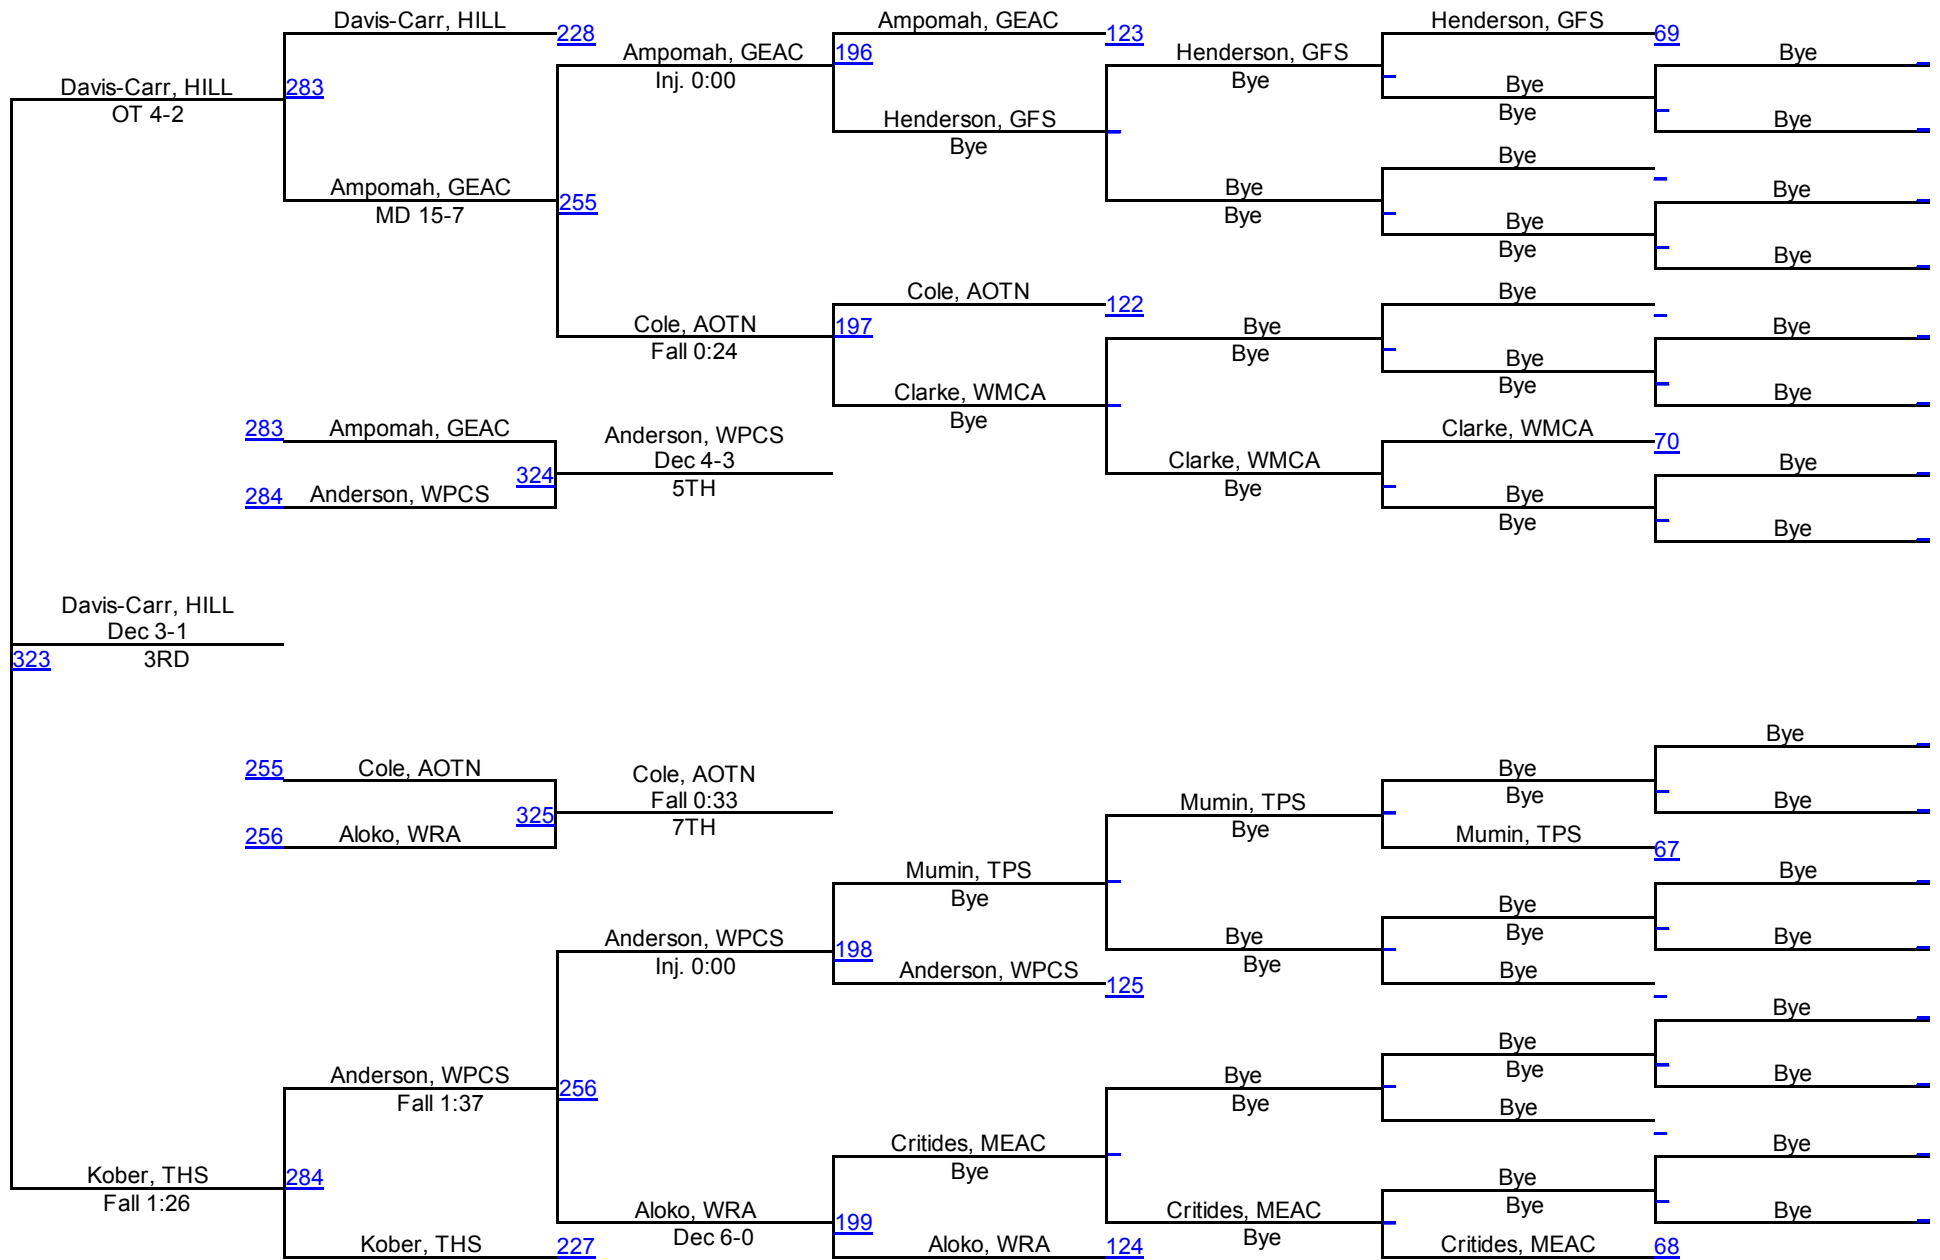 Davis-Carr, HILL
228
Ampomah, GEAC
123
Henderson, GFS
69
Ampomah, GEAC
196
Inj. 0:00
Henderson, GFS
Bye
Bye
Davis-Carr, HILL
283
OT 4-2
Bye
Bye
Henderson, GFS
Bye
Bye
Bye
Ampomah, GEAC
MD 15-7
255
Bye
Bye
Bye
Bye
Bye
Bye
Cole, AOTN
122
Bye
Cole, AOTN
197
Fall 0:24
Bye
Bye
Bye
Bye
Bye
Clarke, WMCA
Bye
Bye
283
Ampomah, GEAC
Anderson, WPCS
Dec 4-3
5TH
324
284
Anderson, WPCS
Clarke, WMCA
70
Clarke, WMCA
Bye
Bye
Bye
Bye
Bye
Davis-Carr, HILL
Dec 3-1
3RD
323
255
Cole, AOTN
Cole, AOTN
Fall 0:33
7TH
325
256
Aloko, WRA
Bye
Bye
Bye
Mumin, TPS
Bye
Bye
Mumin, TPS
67
Mumin, TPS
Bye
Bye
Anderson, WPCS
Inj. 0:00
198
Bye
Bye
Bye
Bye
Bye
Anderson, WPCS
125
Bye
Bye
Anderson, WPCS
Fall 1:37
256
Bye
Bye
Bye
Bye
Bye
Bye
Critides, MEAC
Bye
Bye
Kober, THS
Fall 1:26
284
Aloko, WRA
Dec 6-0
199
Critides, MEAC
Bye
Bye
Bye
Bye
Kober, THS
227
Aloko, WRA
124
Critides, MEAC
68